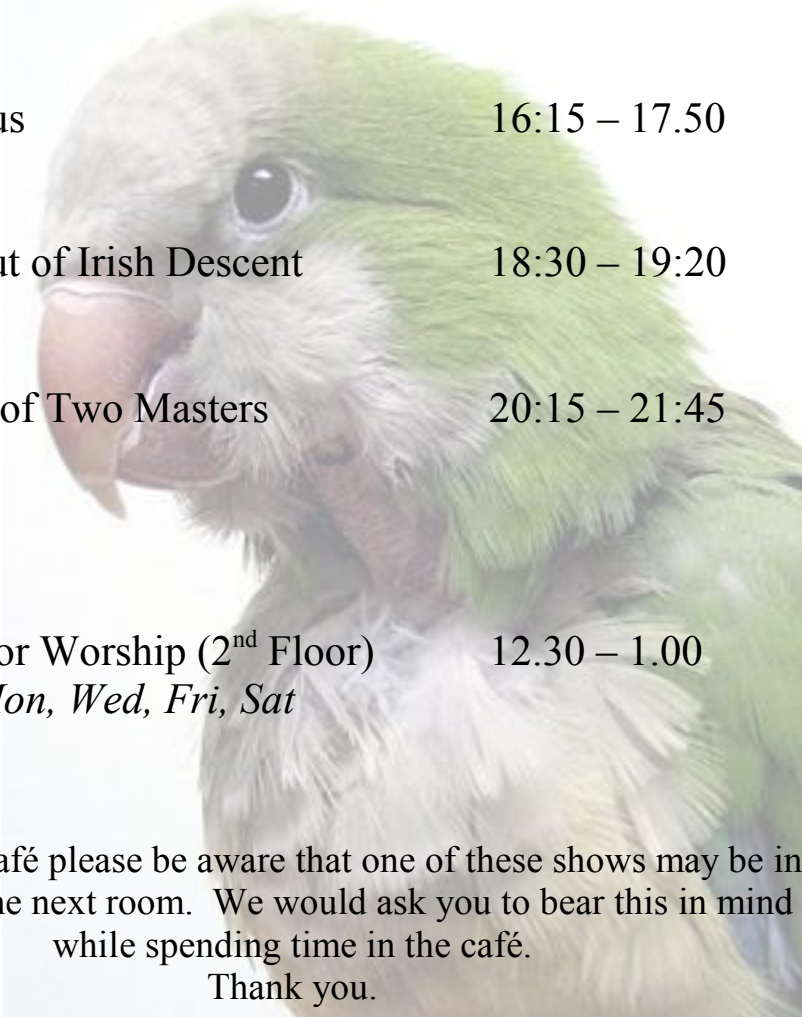 us 16:15 – 17.50
ut of Irish Descent 18:30 – 19:20
of Two Masters 20:15 – 21:45
or Worship (2nd Floor) 12.30 – 1.00
Mon, Wed, Fri, Sat
afé please be aware that one of these shows may be in
he next room. We would ask you to bear this in mind
while spending time in the café.
Thank you.